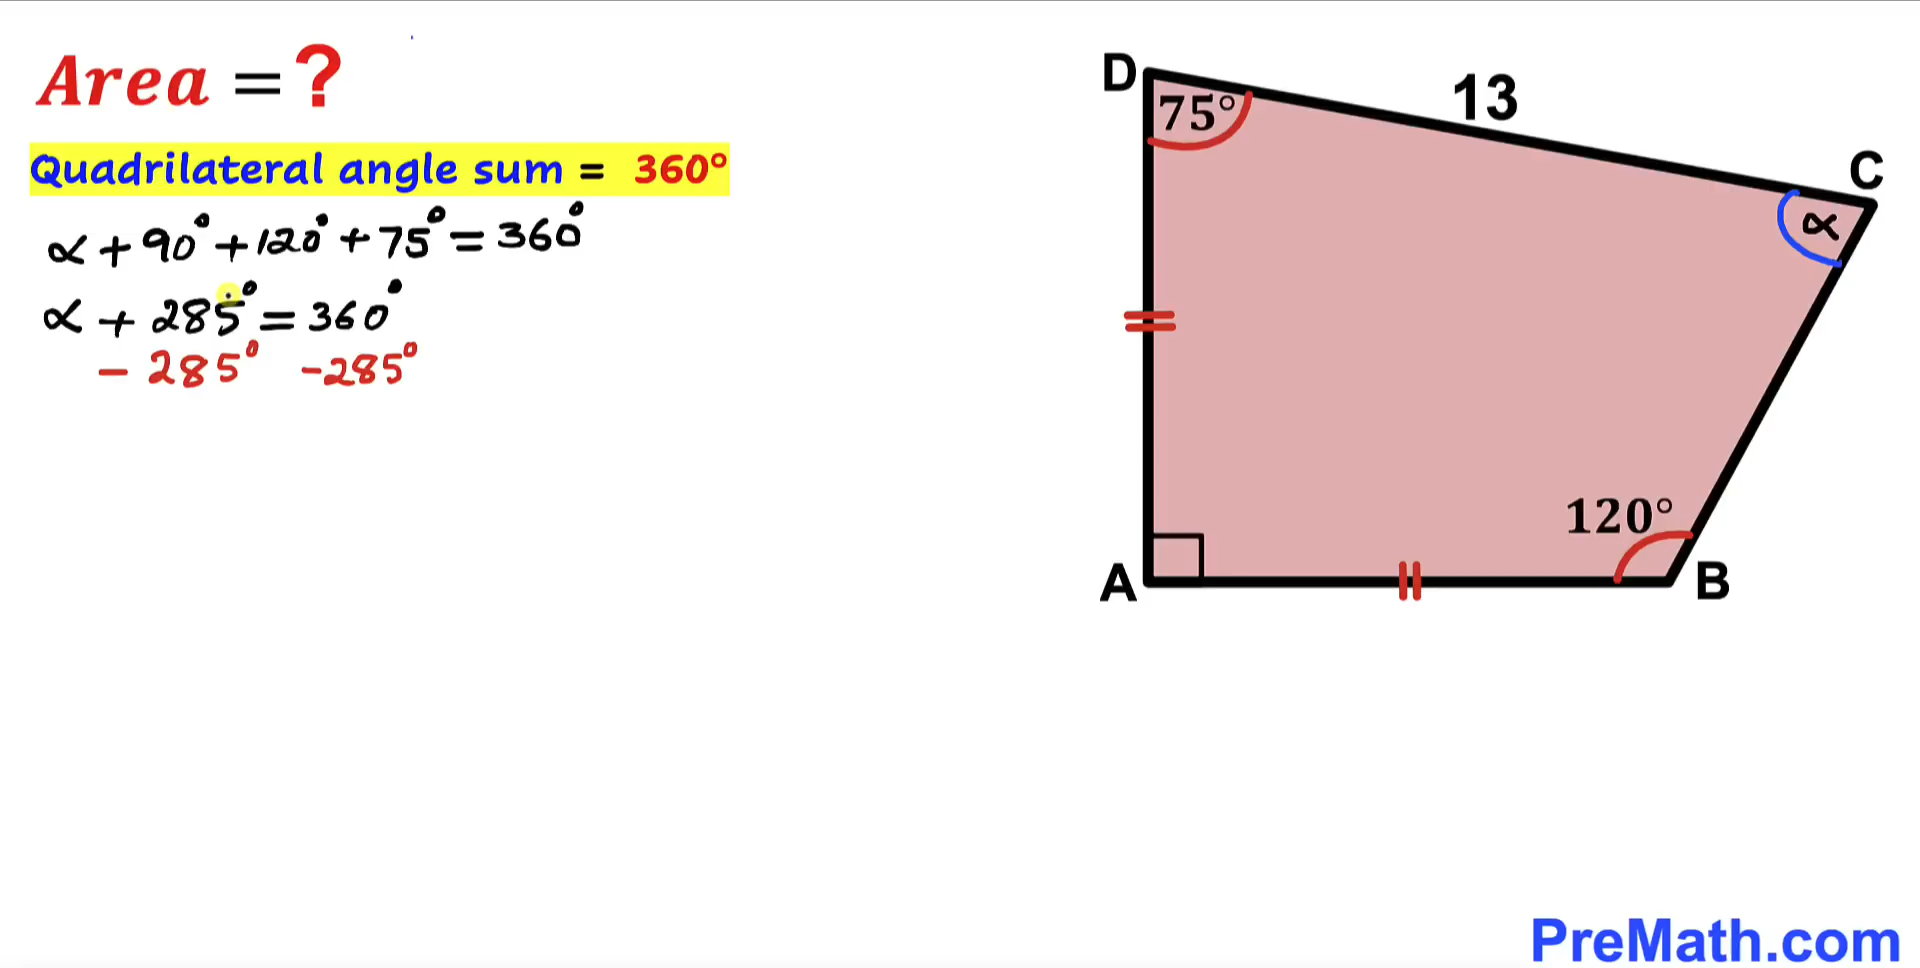 Area = ?
Quadrilateral angle sum = 360°
α + 90° + 120° + 75° = 360°
α + 285° = 360°
- 285° -285°
D
75°
13
C
α
120°
A
B
PreMath.com